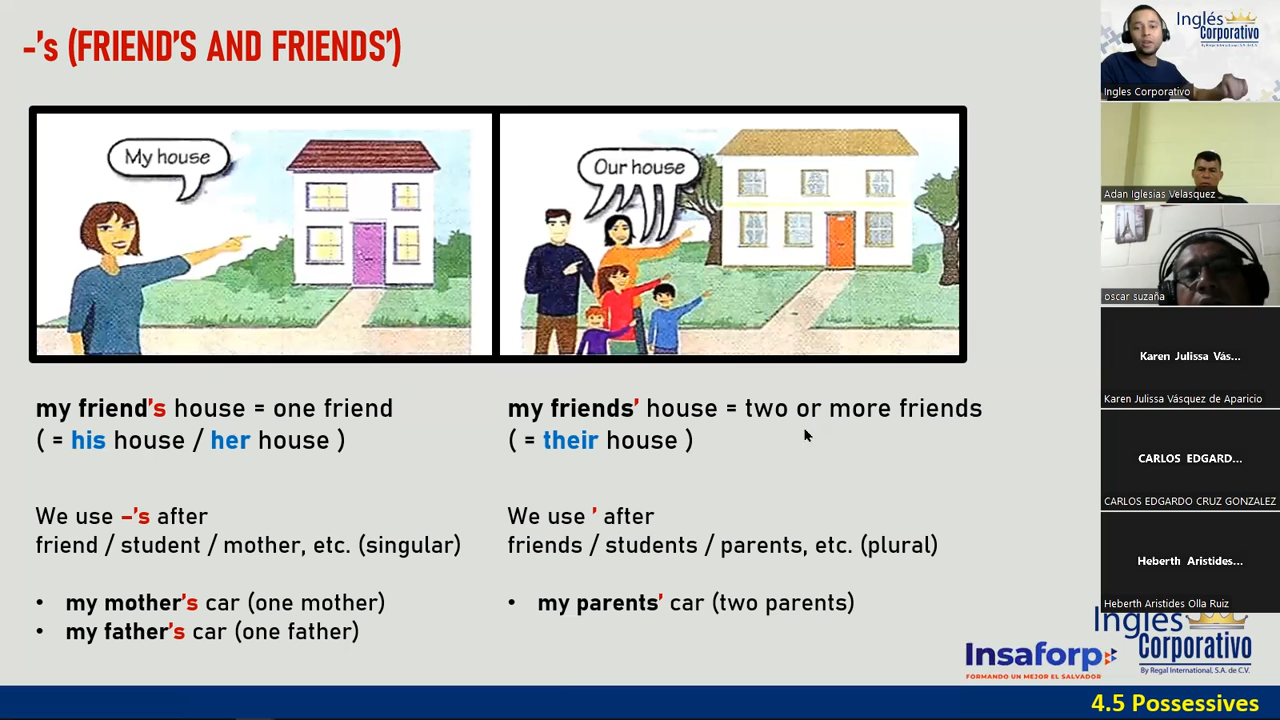 -'s (FRIEND'S AND FRIENDS')
My house
Our house
my friend's house = one friend
( = his house / her house )
We use -'s after
friend / student / mother, etc. (singular)
• my mother's car (one mother)
• my father's car (one father)
my friends' house = two or more friends
( = their house )
We use ' after
friends / students / parents, etc. (plural)
• my parents' car (two parents)
Inglés
Corporativo
By Regal International, S.A. de C.V.
Ingles Corporativo
Adan Iglesias Velasquez
oscar suzaña
Karen Julissa Vás...
Karen Julissa Vásquez de Aparicio
CARLOS EDGARD...
CARLOS EDGARDO CRUZ GONZALEZ
Heberth Aristides...
Heberth Aristides Olla Ruiz
Insaforp
FORMANDO UN MEJOR EL SALVADOR
Inglés
Corporativo
By Regal International, S.A. de C.V.
4.5 Possessives